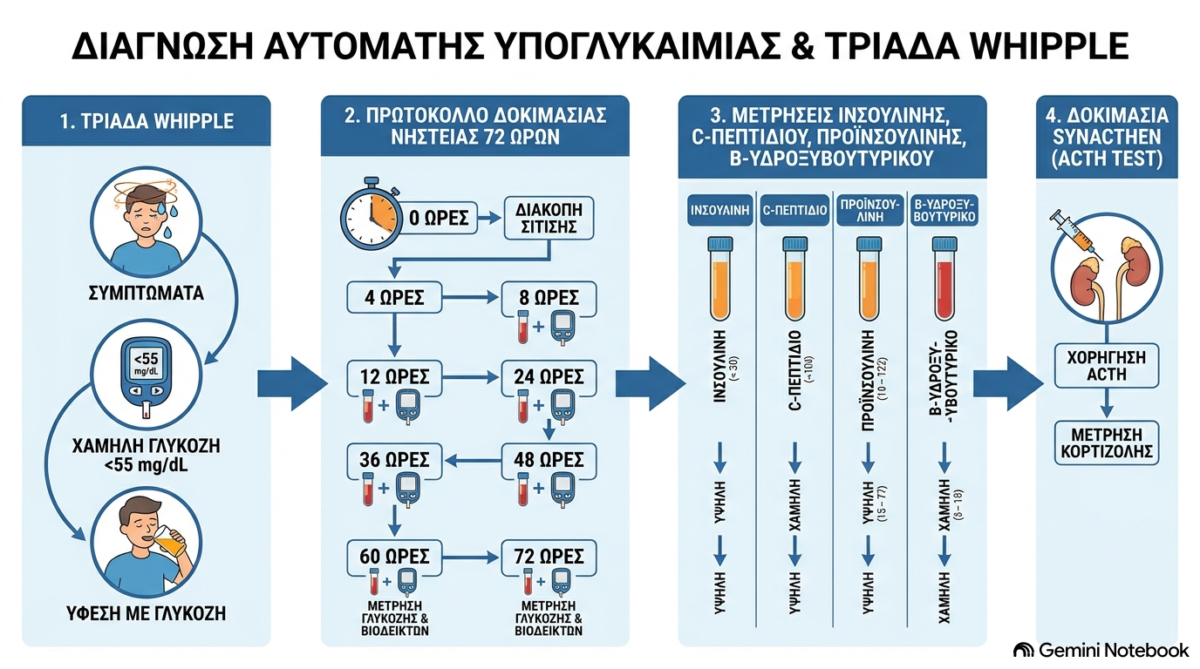 ΔΙΑΓΝΩΣΗ ΑΥΤΟΜΑΤΗΣ ΥΠΟΓΛΥΚΑΙΜΙΑΣ & ΤΡΙΑΔΑ WHIPPLE
1. ΤΡΙΑΔΑ WHIPPLE
ΣΥΜΠΤΩΜΑΤΑ
<55
mg/dL
ΧΑΜΗΛΗ ΓΛΥΚΟΖΗ
<55 mg/dL
ΥΦΕΣΗ ΜΕ ΓΛΥΚΟΖΗ
2. ΠΡΩΤΟΚΟΛΛΟ ΔΟΚΙΜΑΣΙΑΣ
ΝΗΣΤΕΙΑΣ 72 ΩΡΩΝ
0 ΩΡΕΣ
ΔΙΑΚΟΠΗ
ΣΙΤΙΣΗΣ
4 ΩΡΕΣ
8 ΩΡΕΣ
+
12 ΩΡΕΣ
+
24 ΩΡΕΣ
+
36 ΩΡΕΣ
+
48 ΩΡΕΣ
+
60 ΩΡΕΣ
+
ΜΕΤΡΗΣΗ
ΓΛΥΚΟΖΗΣ &
ΒΙΟΔΕΙΚΤΩΝ
72 ΩΡΕΣ
+
ΜΕΤΡΗΣΗ
ΓΛΥΚΟΖΗΣ &
ΒΙΟΔΕΙΚΤΩΝ
3. ΜΕΤΡΗΣΕΙΣ ΙΝΣΟΥΛΙΝΗΣ,
C-ΠΕΠΤΙΔΙΟΥ, ΠΡΟΪΝΣΟΥΛΙΝΗΣ,
Β-ΥΔΡΟΞΥΒΟΥΤΥΡΙΚΟΥ
ΙΝΣΟΥΛΙΝΗ
ΙΝΣΟΥΛΙΝΗ
ΥΨΗΛΗ
ΥΨΗΛΗ
C-ΠΕΠΤΙΔΙΟ
C-ΠΕΠΤΙΔΙΟ
ΧΑΜΗΛΗ
ΥΨΗΛΗ
ΠΡΟΪΝΣΟΥ-
ΛΙΝΗ
ΠΡΟΪΝΣΟΥΛΙΝΗ
ΥΨΗΛΗ
ΥΨΗΛΗ
Β-ΥΔΡΟΞΥ-
ΒΟΥΤΥΡΙΚΟ
Β-ΥΔΡΟΞΥ-
-ΥΒΟΥΤΥΡΙΚΟ
ΧΑΜΗΛΗ
ΧΑΜΗΛΗ
4. ΔΟΚΙΜΑΣΙΑ
SYNACTHEN
(ACTH TEST)
ΧΟΡΗΓΗΣΗ
ACTH
ΜΕΤΡΗΣΗ
ΚΟΡΤΙΖΟΛΗΣ
Gemini Notebook